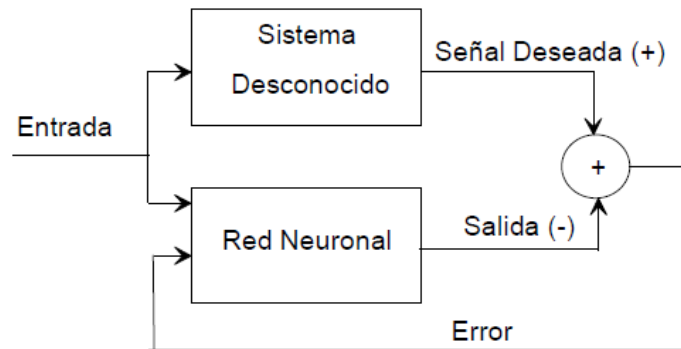 Sistema
Desconocido
Señal Deseada (+)
Entrada
+
Red Neuronal
Salida (-)
Error